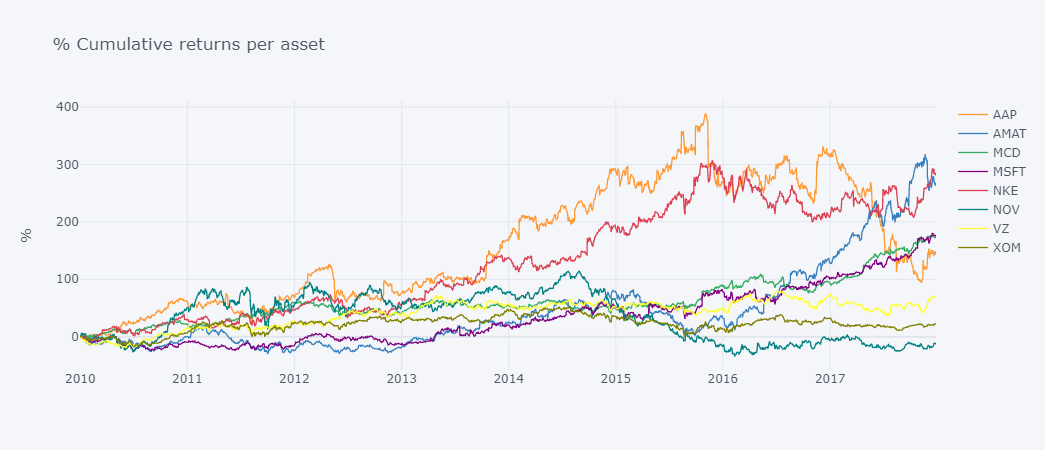 % Cumulative returns per asset
%
400
300
200
100
0
2010 2011 2012 2013 2014 2015 2016 2017
AAP
AMAT
MCD
MSFT
NKE
NOV
VZ
XOM